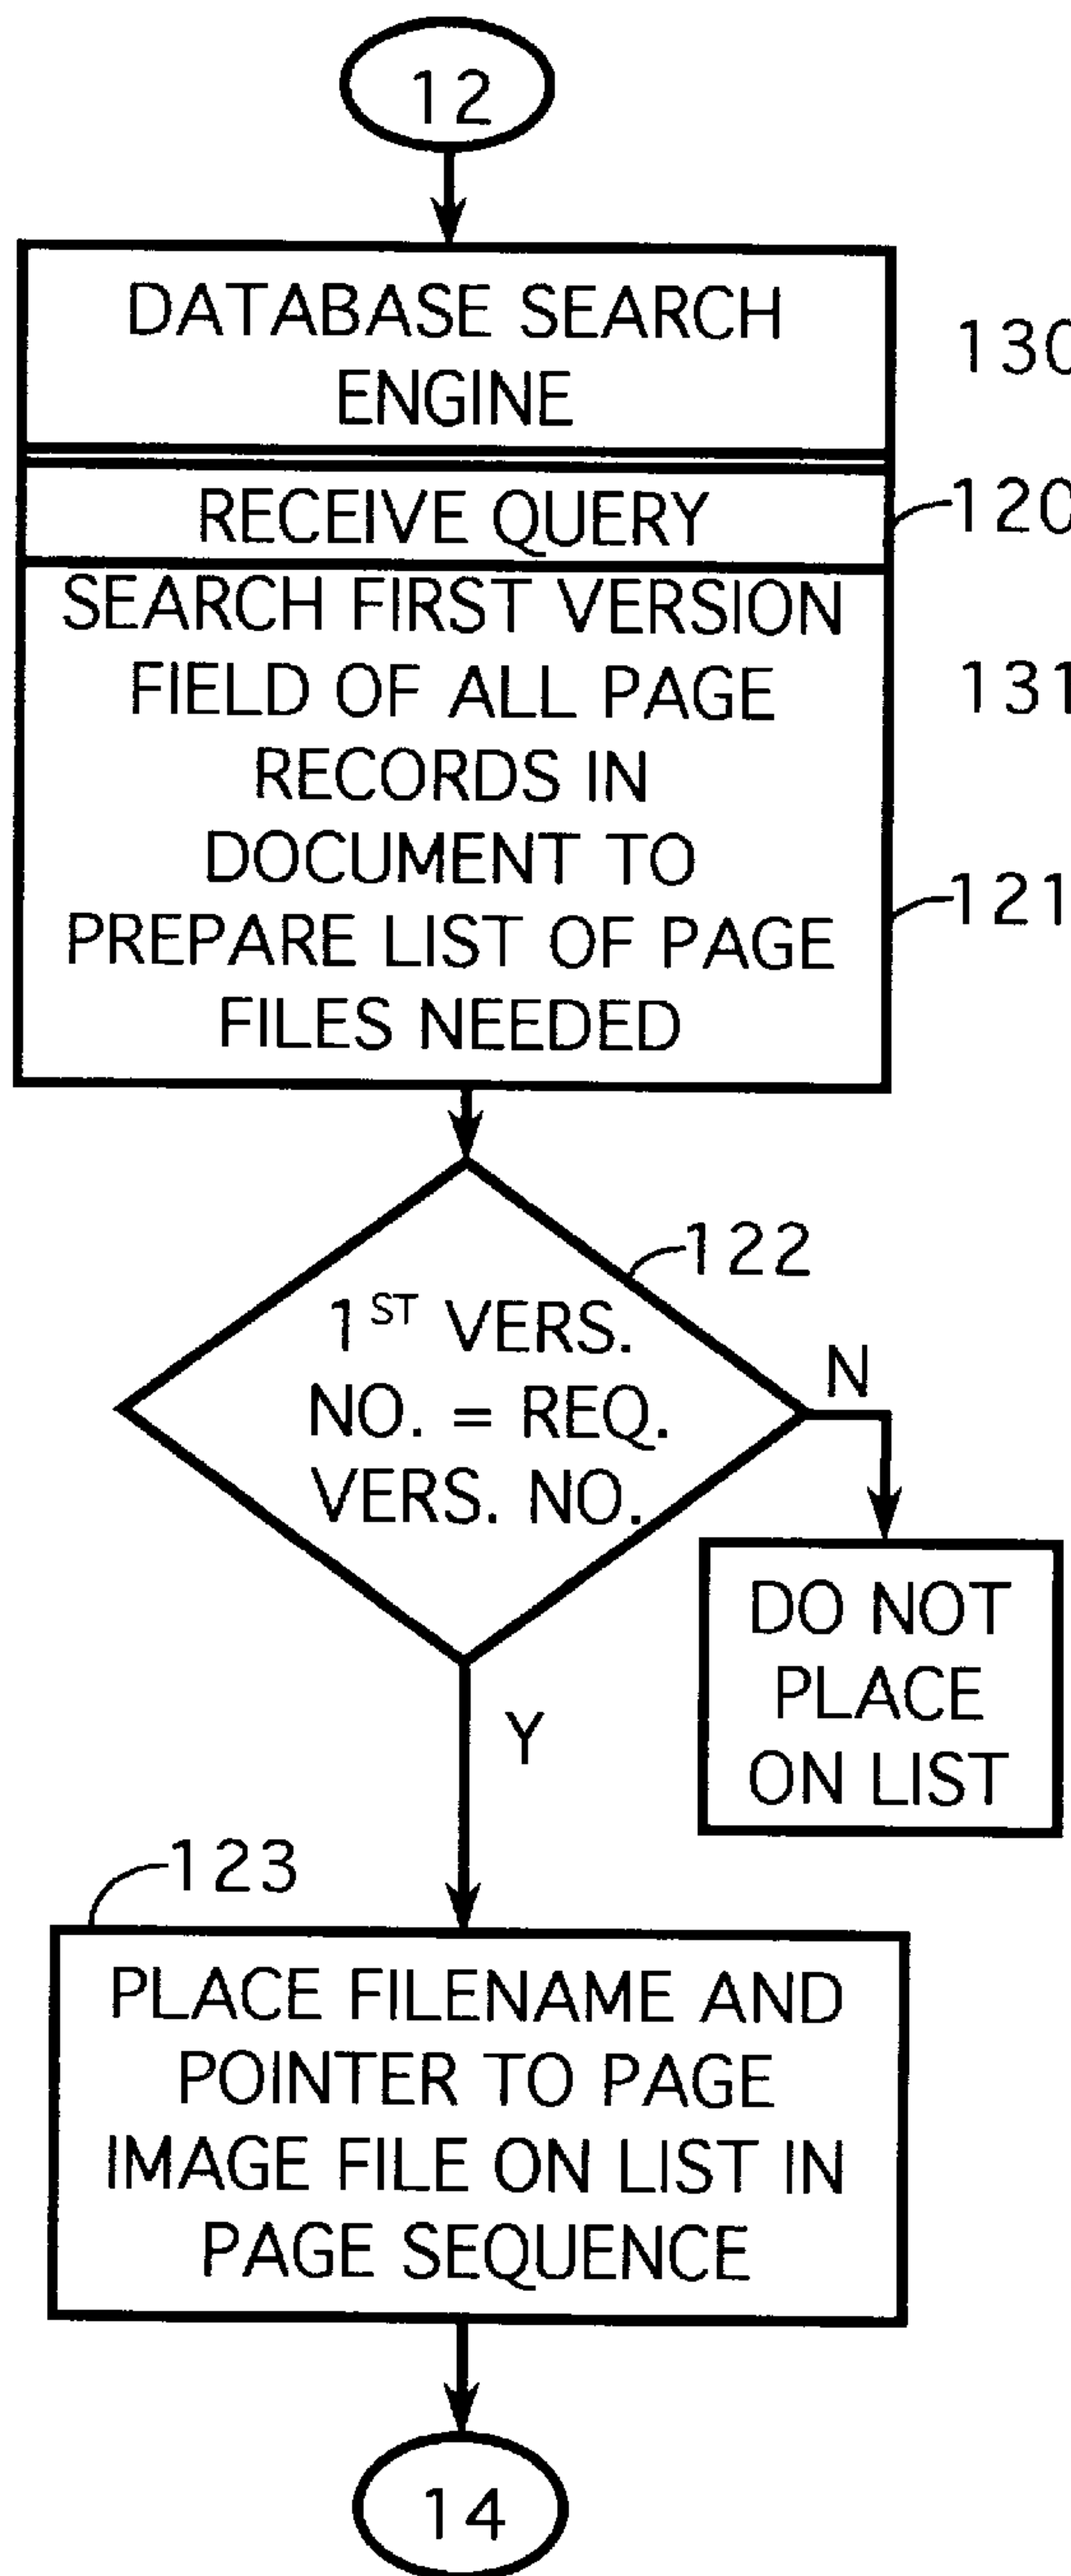 12
DATABASE SEARCH
ENGINE
130
RECEIVE QUERY
120
SEARCH FIRST VERSION
FIELD OF ALL PAGE
131
RECORDS IN
DOCUMENT TO
121
PREPARE LIST OF PAGE
FILES NEEDED
122
1ST VERS.
NO. = REQ.
VERS. NO.
N
DO NOT
PLACE
ON LIST
Y
123
PLACE FILENAME AND
POINTER TO PAGE
IMAGE FILE ON LIST IN
PAGE SEQUENCE
14